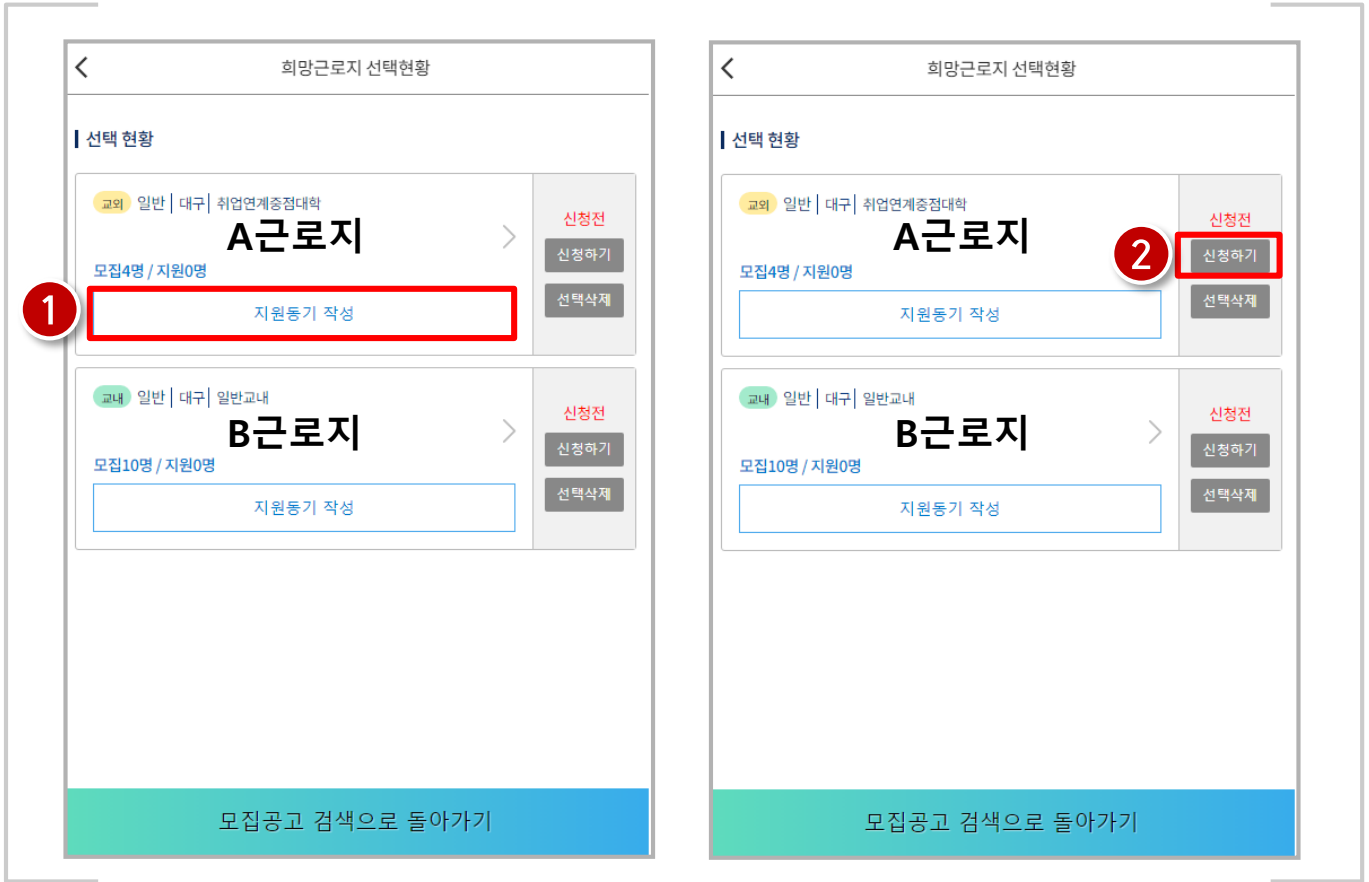 희망근로지 선택현황
선택 현황
교외 일반 | 대구 | 취업연계중점대학
A근로지
모집4명 / 지원0명
지원동기 작성
신청전
신청하기
선택삭제
1
교내 일반 | 대구 | 일반교내
B근로지
모집10명 / 지원0명
지원동기 작성
신청전
신청하기
선택삭제
모집공고 검색으로 돌아가기
희망근로지 선택현황
선택 현황
교외 일반 | 대구 | 취업연계중점대학
A근로지
모집4명 / 지원0명
지원동기 작성
신청전
2
신청하기
선택삭제
교내 일반 | 대구 | 일반교내
B근로지
모집10명 / 지원0명
지원동기 작성
신청전
신청하기
선택삭제
모집공고 검색으로 돌아가기